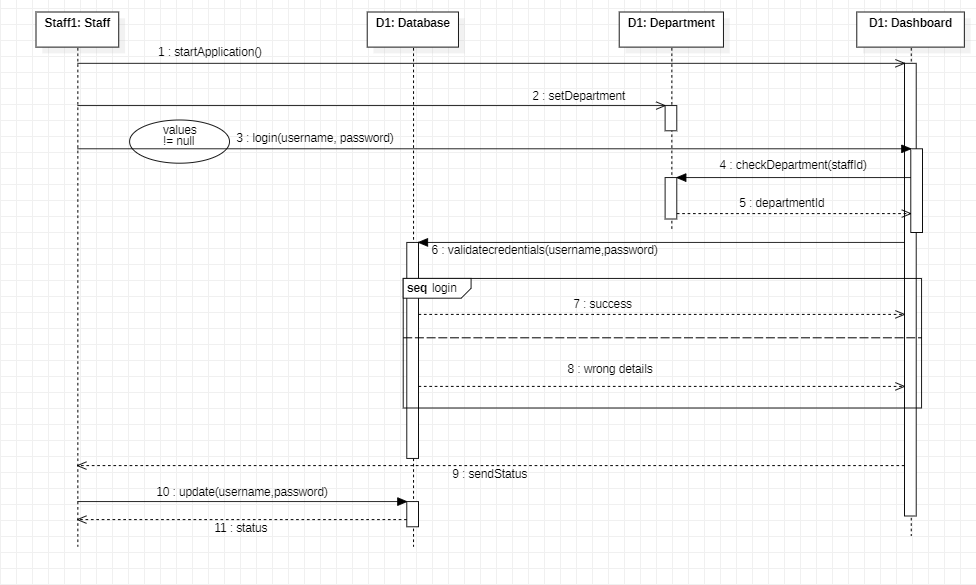 Staff1: Staff
D1: Database
D1: Department
D1: Dashboard
1 : startApplication()
2 : setDepartment
values
!= null
3 : login(username, password)
4 : checkDepartment(staffId)
5 : departmentId
6 : validatecredentials(username,password)
seq login
7 : success
8 : wrong details
9 : sendStatus
10 : update(username,password)
11 : status